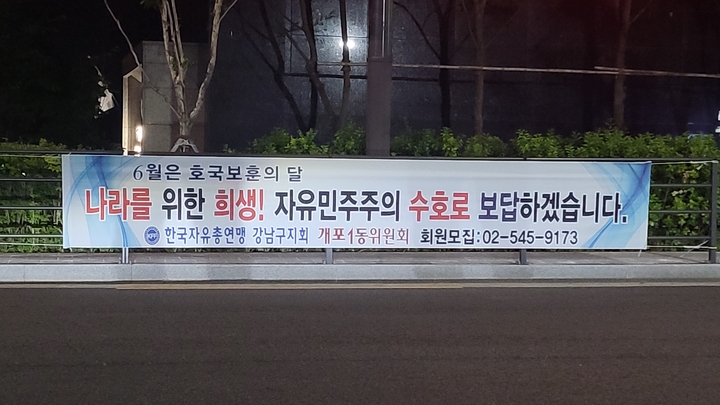 6월은 호국보훈의 달
나라를 위한 희생! 자유민주주의 수호로 보답하겠습니다.
한국자유총연맹 강남구지회 개포1동위원회 회원모집:02-545-9173